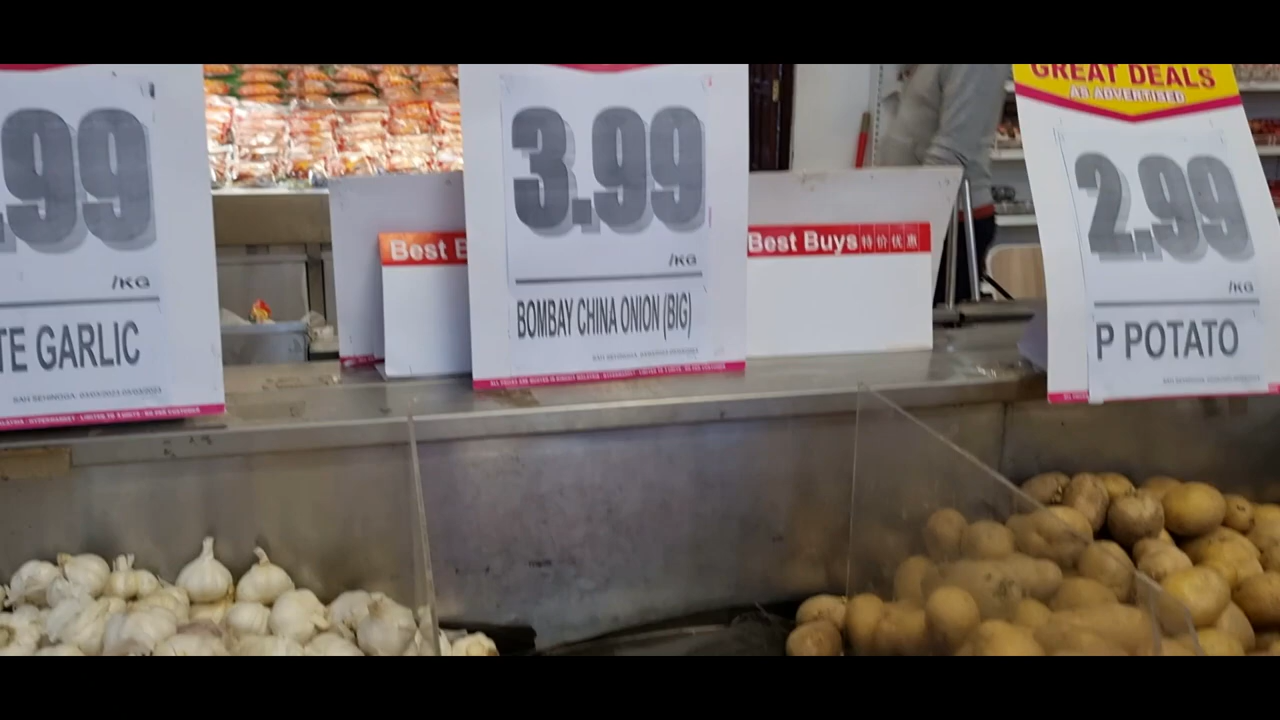 .99
/KG
TE GARLIC
Best B
3.99
/KG
BOMBAY CHINA ONION (BIG)
Best Buys 特价优惠
GREAT DEALS
AS ADVERTISED
2.99
/KG
P POTATO